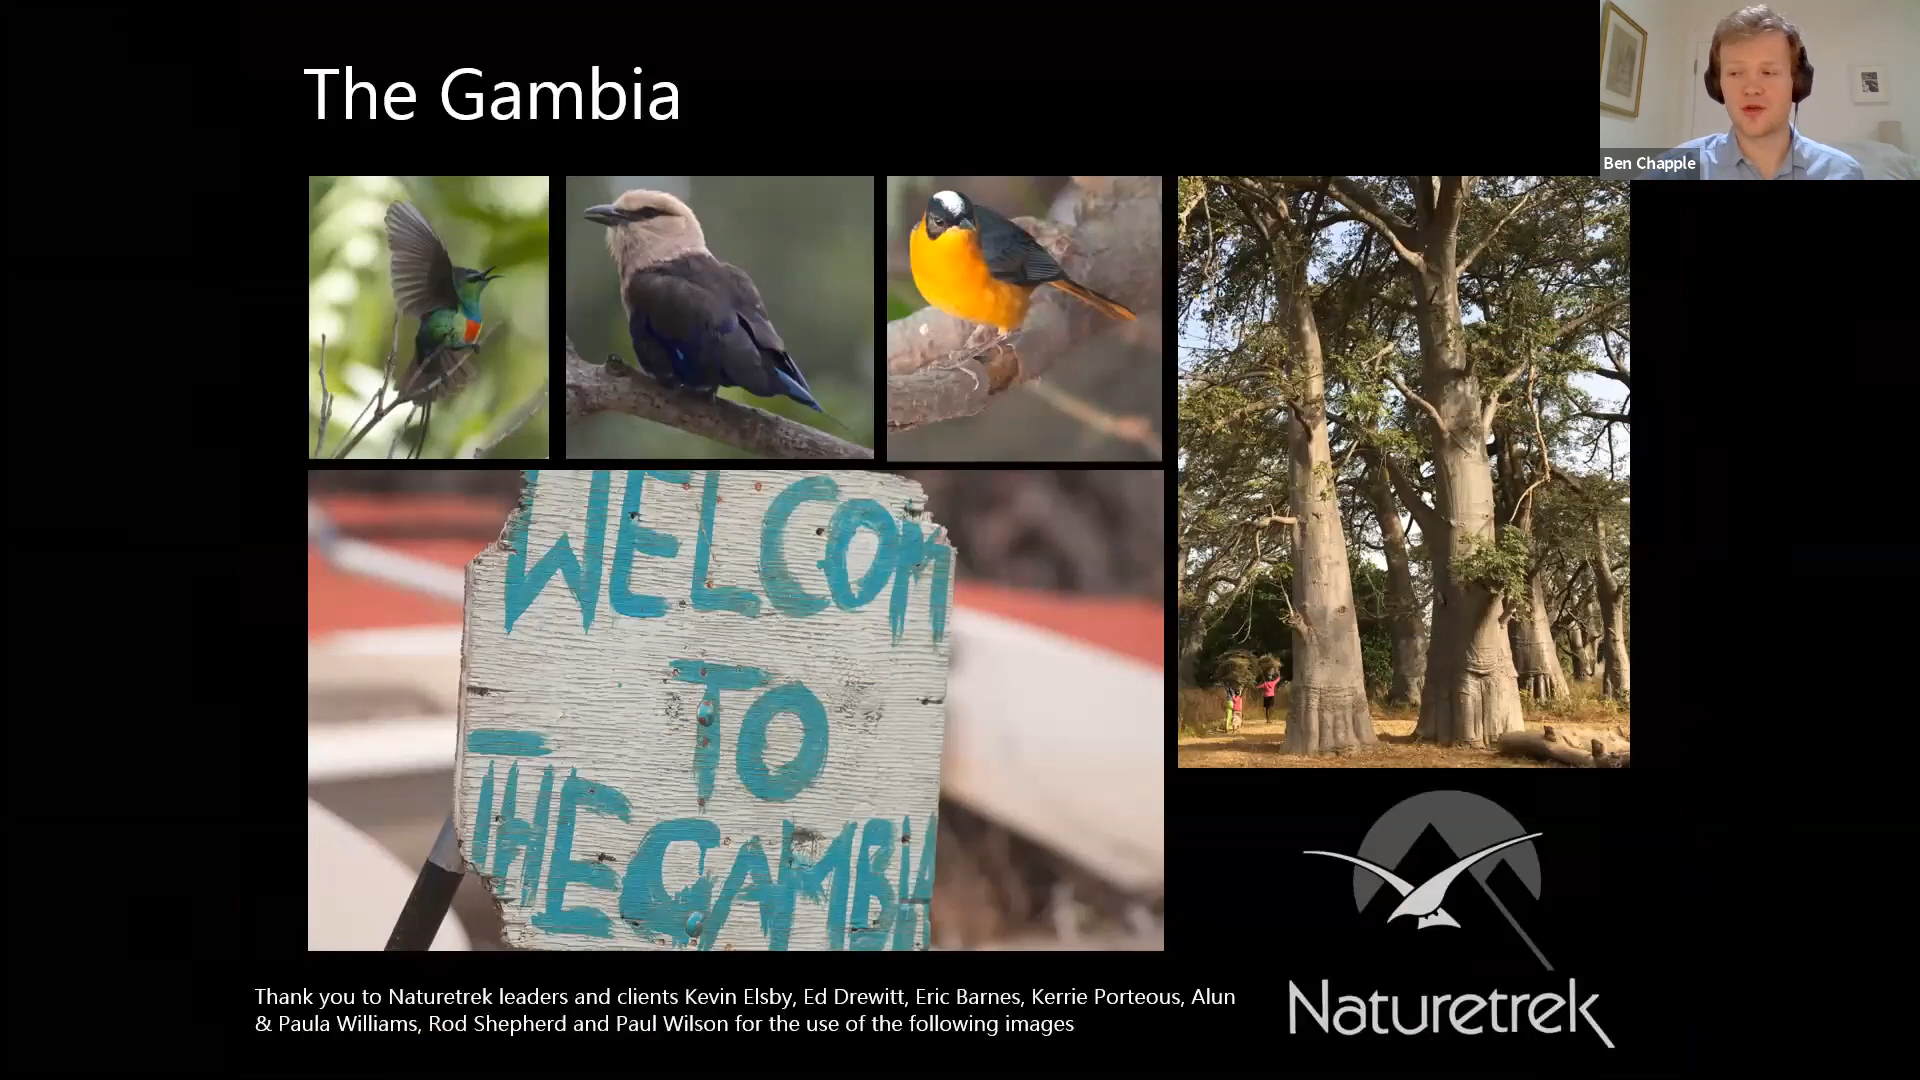 The Gambia
Ben Chapple
WELCOM
TO
THE GAMBI
Thank you to Naturetrek leaders and clients Kevin Elsby, Ed Drewitt, Eric Barnes, Kerrie Porteous, Alun
& Paula Williams, Rod Shepherd and Paul Wilson for the use of the following images
Naturetrek